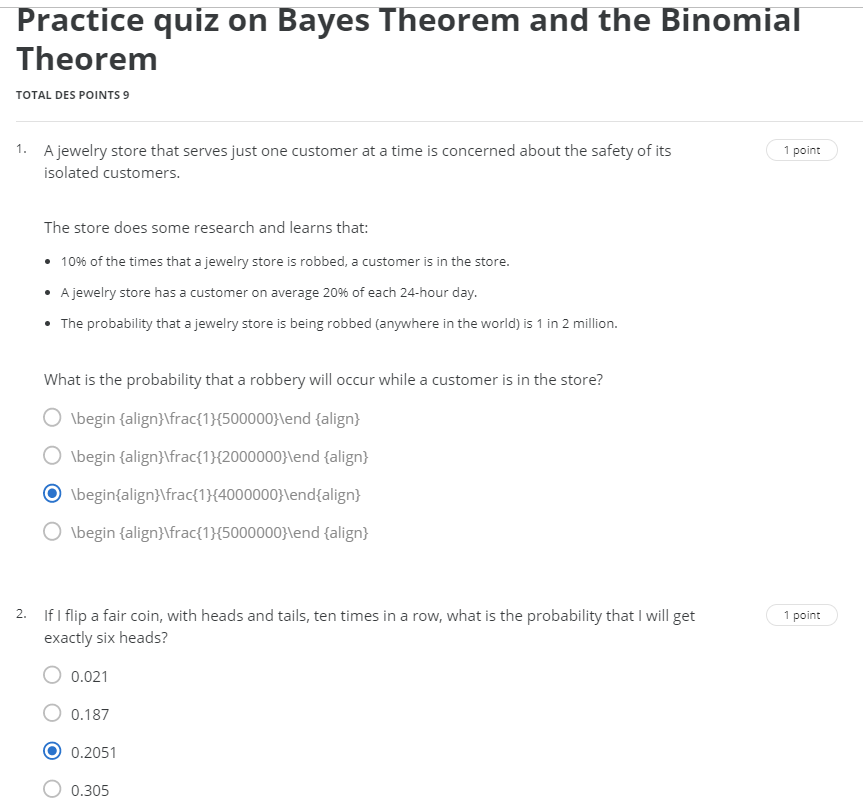 Practice quiz on Bayes Theorem and the Binomial
Theorem
TOTAL DES POINTS 9
1. A jewelry store that serves just one customer at a time is concerned about the safety of its
isolated customers.
1 point
The store does some research and learns that:
• 10% of the times that a jewelry store is robbed, a customer is in the store.
• A jewelry store has a customer on average 20% of each 24-hour day.
• The probability that a jewelry store is being robbed (anywhere in the world) is 1 in 2 million.
What is the probability that a robbery will occur while a customer is in the store?
\begin {align}\frac{1}{500000}\end {align}
\begin {align}\frac{1}{2000000}\end {align}
\begin{align}\frac{1}{4000000}\end{align}
\begin {align}\frac{1}{5000000}\end {align}
2. If I flip a fair coin, with heads and tails, ten times in a row, what is the probability that I will get
exactly six heads?
1 point
0.021
0.187
0.2051
0.305